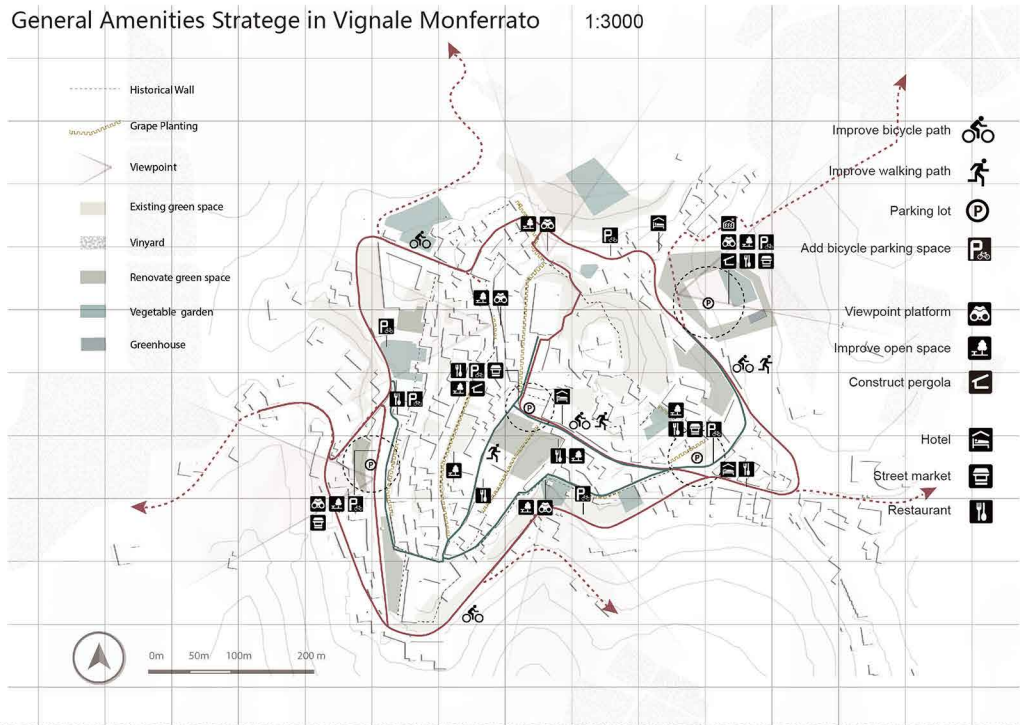 General Amenities Stratege in Vignale Monferrato 1:3000
Historical Wall
Grape Planting
Viewpoint
Existing green space
Vinyard
Renovate green space
Vegetable garden
Greenhouse
Improve bicycle path
Improve walking path
Parking lot
Add bicycle parking space
Viewpoint platform
Improve open space
Construct pergola
Hotel
Street market
Restaurant
P
P
P
P
0m 50m 100m 200 m